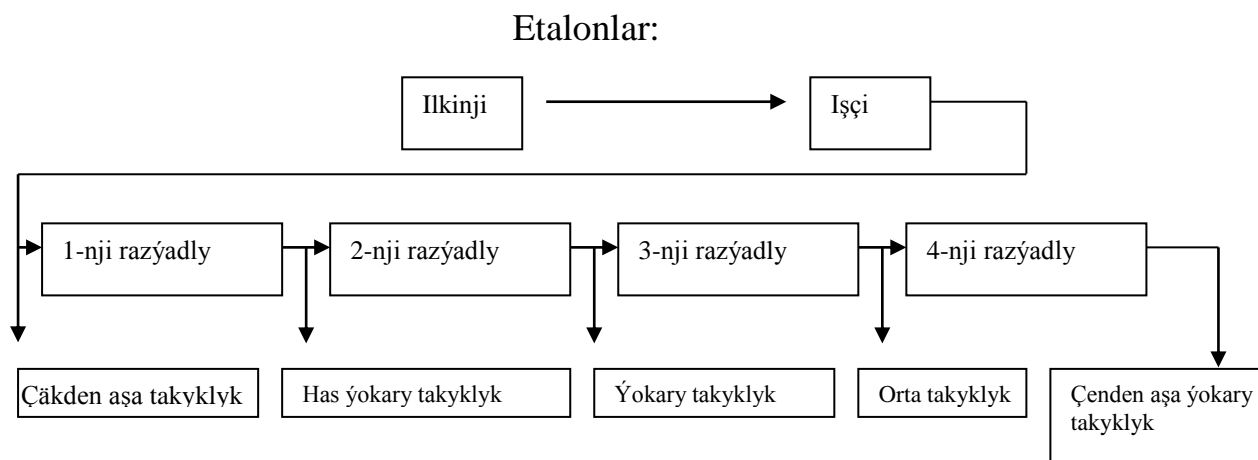 Etalonlar:
Ilkinji
Işçi
1-nji razýadly
2-nji razýadly
3-nji razýadly
4-nji razýadly
Çäkden aşa takyklyk
Has ýokary takyklyk
Ýokary takyklyk
Orta takyklyk
Çenden aşa ýokary
takyklyk